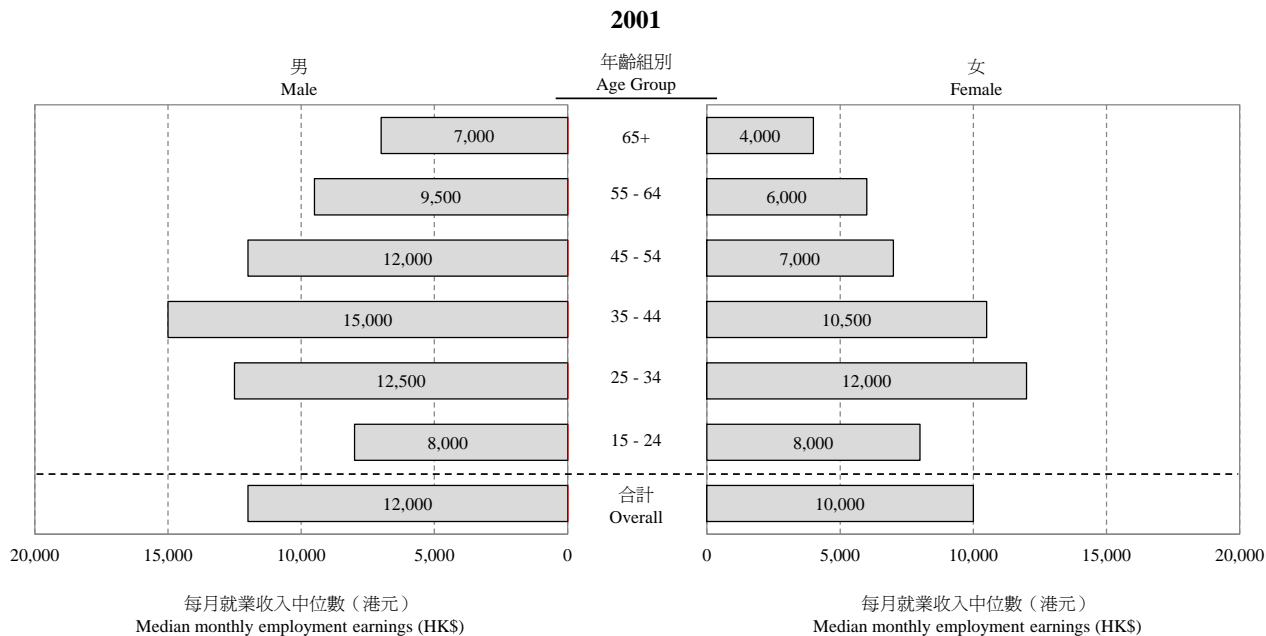 2001
男
Male
年齡組別
Age Group
女
Female
7,000
65+
4,000
9,500
55 - 64
6,000
12,000
45 - 54
7,000
15,000
35 - 44
10,500
12,500
25 - 34
12,000
8,000
15 - 24
8,000
12,000
合計
Overall
10,000
20,000 15,000 10,000 5,000 0
0 5,000 10,000 15,000 20,000
每月就業收入中位數（港元）
Median monthly employment earnings (HK$)
每月就業收入中位數（港元）
Median monthly employment earnings (HK$)